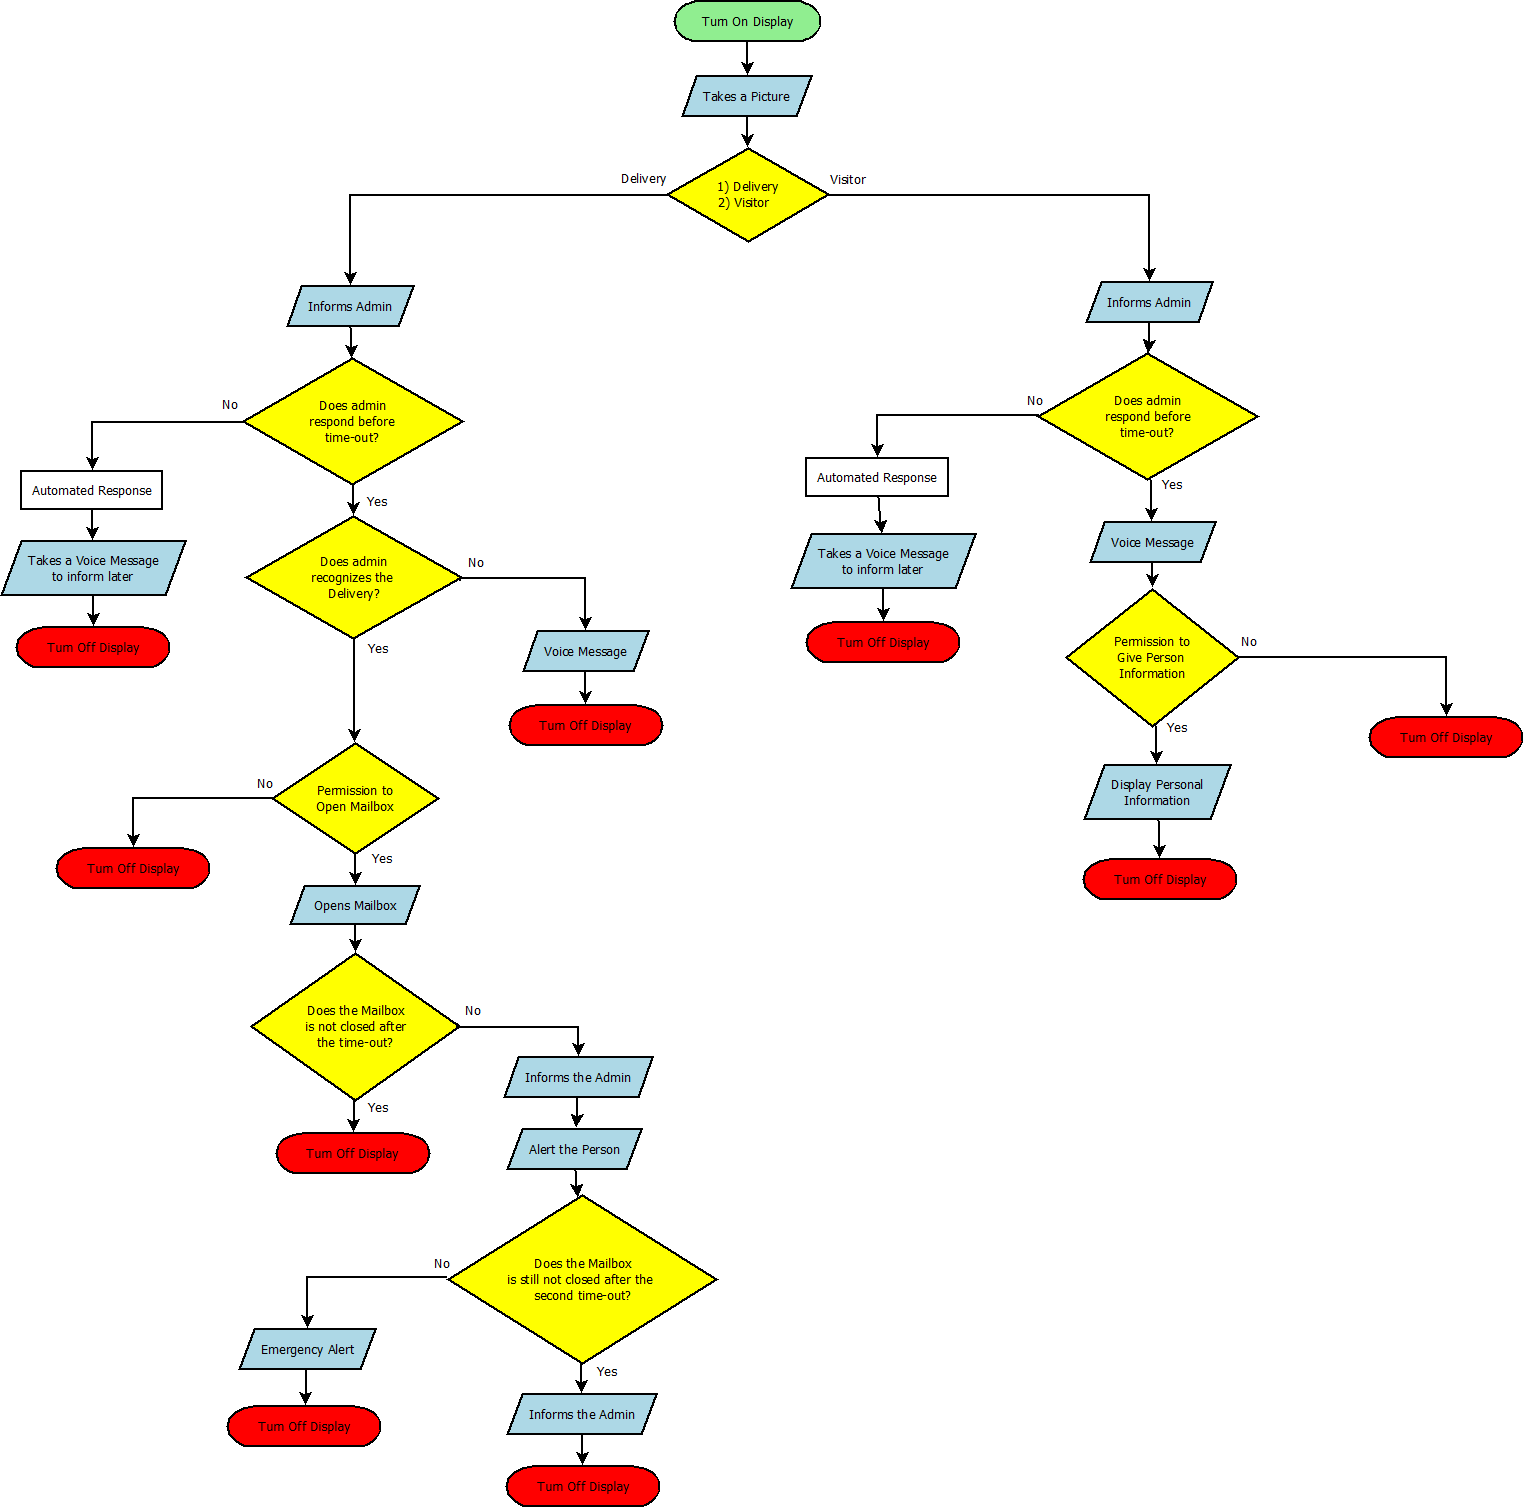 Turn On Display
Takes a Picture
Delivery
1) Delivery
2) Visitor
Visitor
Informs Admin
No
Does admin
respond before
time-out?
Automated Response
Yes
Takes a Voice Message
to inform later
Turn Off Display
Does admin
recognizes the
Delivery?
No
Voice Message
Turn Off Display
Yes
Permission to
Open Mailbox
No
Turn Off Display
Yes
Opens Mailbox
Does the Mailbox
is not closed after
the time-out?
No
Informs the Admin
Alert the Person
Yes
Turn Off Display
Does the Mailbox
is still not closed after the
second time-out?
No
Emergency Alert
Turn Off Display
Yes
Informs the Admin
Turn Off Display
Informs Admin
Does admin
respond before
time-out?
No
Automated Response
Takes a Voice Message
to inform later
Turn Off Display
Yes
Voice Message
Permission to
Give Person
Information
No
Turn Off Display
Yes
Display Personal
Information
Turn Off Display